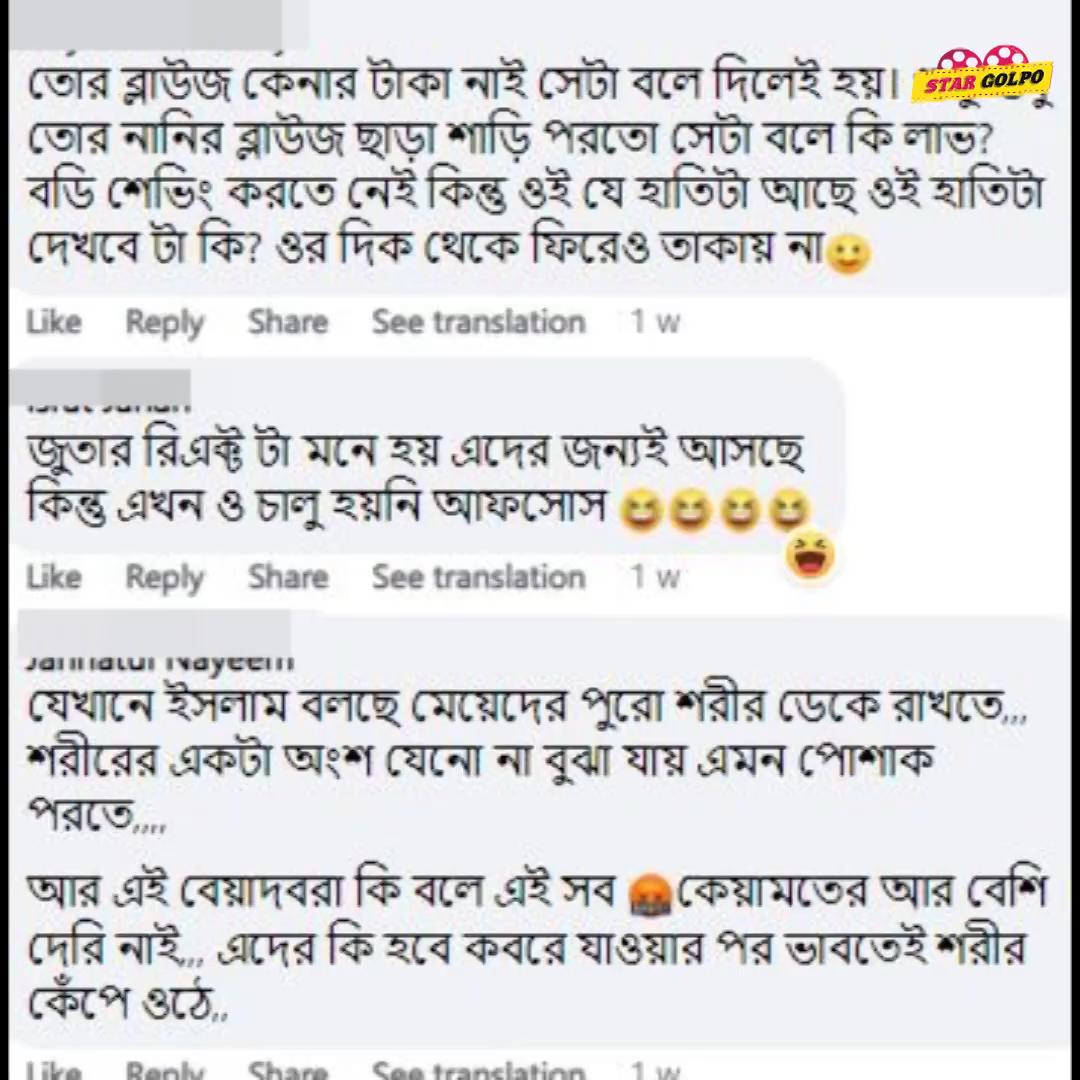 তোর ব্লাউজ কেনার টাকা নাই সেটা বলে দিলেই হয়।
STAR GOLPO
তোর নানির ব্লাউজ ছাড়া শাড়ি পরতো সেটা বলে কি লাভ?
বডি শেভিং করতে নেই কিন্তু ওই যে হাতিটা আছে ওই হাতিটা
দেখবে টা কি? ওর দিক থেকে ফিরেও তাকায় না🙂
Like Reply Share See translation 1 w
জুতার রিএক্ট টা মনে হয় এদের জন্যই আসছে
কিন্তু এখন ও চালু হয়নি আফসোস 😆😆😆😆
Like Reply Share See translation 1 w
Jannatul Nayeem
যেখানে ইসলাম বলছে মেয়েদের পুরো শরীর ডেকে রাখতে,,,
শরীরের একটা অংশ যেনো না বুঝা যায় এমন পোশাক
পরতে,,,,
আর এই বেয়াদবরা কি বলে এই সব 🤬কেয়ামতের আর বেশি
দেরি নাই,,, এদের কি হবে কবরে যাওয়ার পর ভাবতেই শরীর
কেঁপে ওঠে,,
Like Reply Share See translation 1 w